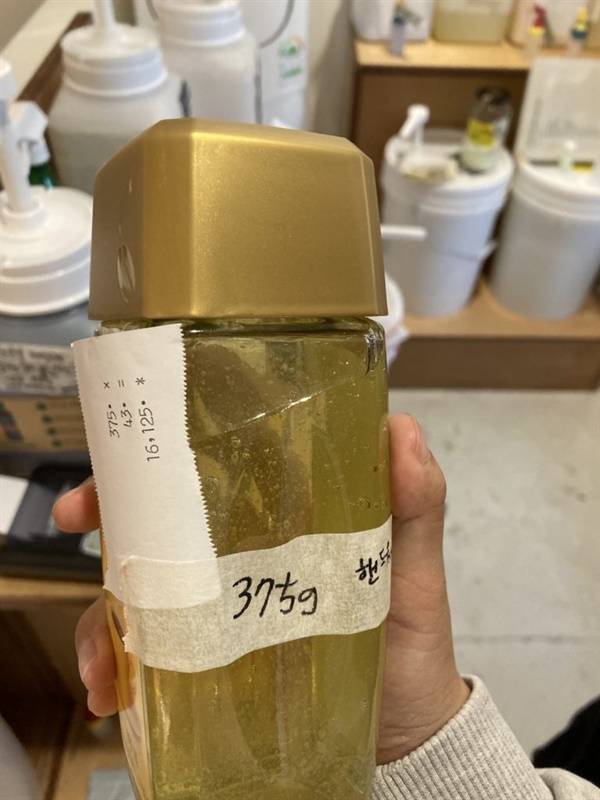 375. ×
43. =
16,125. *
375g